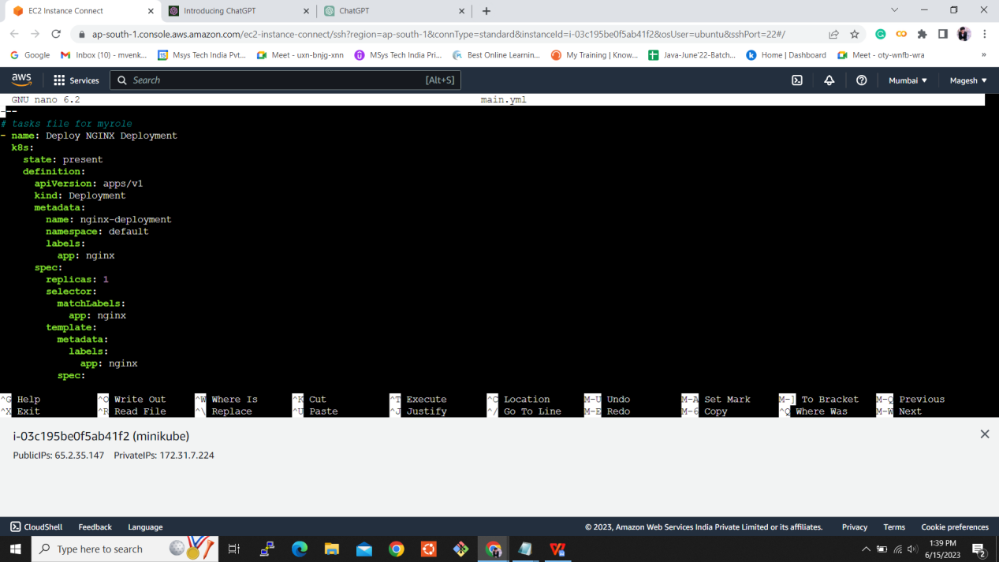 EC2 Instance Connect
Introducing ChatGPT
ChatGPT
ap-south-1.console.aws.amazon.com/ec2-instance-connect/ssh?region=ap-south-1&connType=standard&instanceId=i-03c195be0f5ab41f2&osUser=ubuntu&sshPort=22#/
Google
Inbox (10) - mvenk...
Msys Tech India Pvt...
Meet - uxn-bnjg-xnn
MSys Tech India Pri...
Best Online Learnin...
My Training | Know...
Java-June'22-Batch...
Home | Dashboard
Meet - oty-wnfb-wra
»
aws
Services
Search [Alt+S]
Mumbai ▼
Magesh ▼
GNU nano 6.2 main.yml
---
# tasks file for myrole
- name: Deploy NGINX Deployment
  k8s:
    state: present
    definition:
      apiVersion: apps/v1
      kind: Deployment
      metadata:
        name: nginx-deployment
        namespace: default
        labels:
          app: nginx
      spec:
        replicas: 1
        selector:
          matchLabels:
            app: nginx
        template:
          metadata:
            labels:
              app: nginx
          spec:
^G Help ^O Write Out ^W Where Is ^K Cut ^T Execute ^C Location M-U Undo M-A Set Mark M-] To Bracket M-Q Previous
^X Exit ^R Read File ^\ Replace ^U Paste ^J Justify ^/ Go To Line M-E Redo M-6 Copy ^Q Where Was M-W Next
i-03c195be0f5ab41f2 (minikube)
PublicIPs: 65.2.35.147 PrivateIPs: 172.31.7.224
CloudShell Feedback Language © 2023, Amazon Web Services India Private Limited or its affiliates. Privacy Terms Cookie preferences
Type here to search
1:39 PM
6/15/2023
2